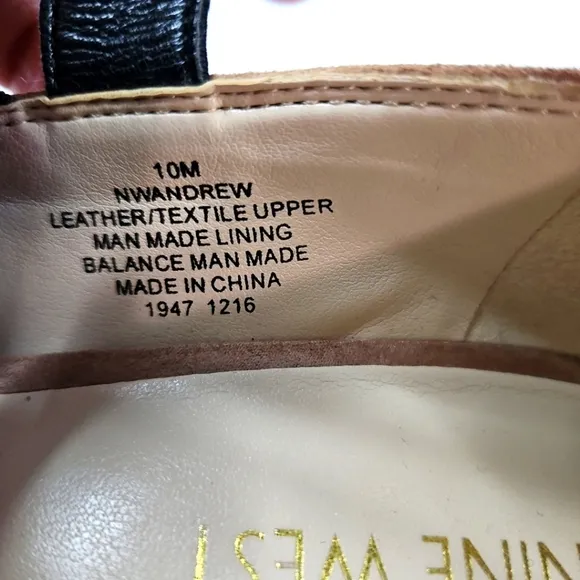 10M
NWANDREW
LEATHER/TEXTILE UPPER
MAN MADE LINING
BALANCE MAN MADE
MADE IN CHINA
1947 1216
NINE WEST